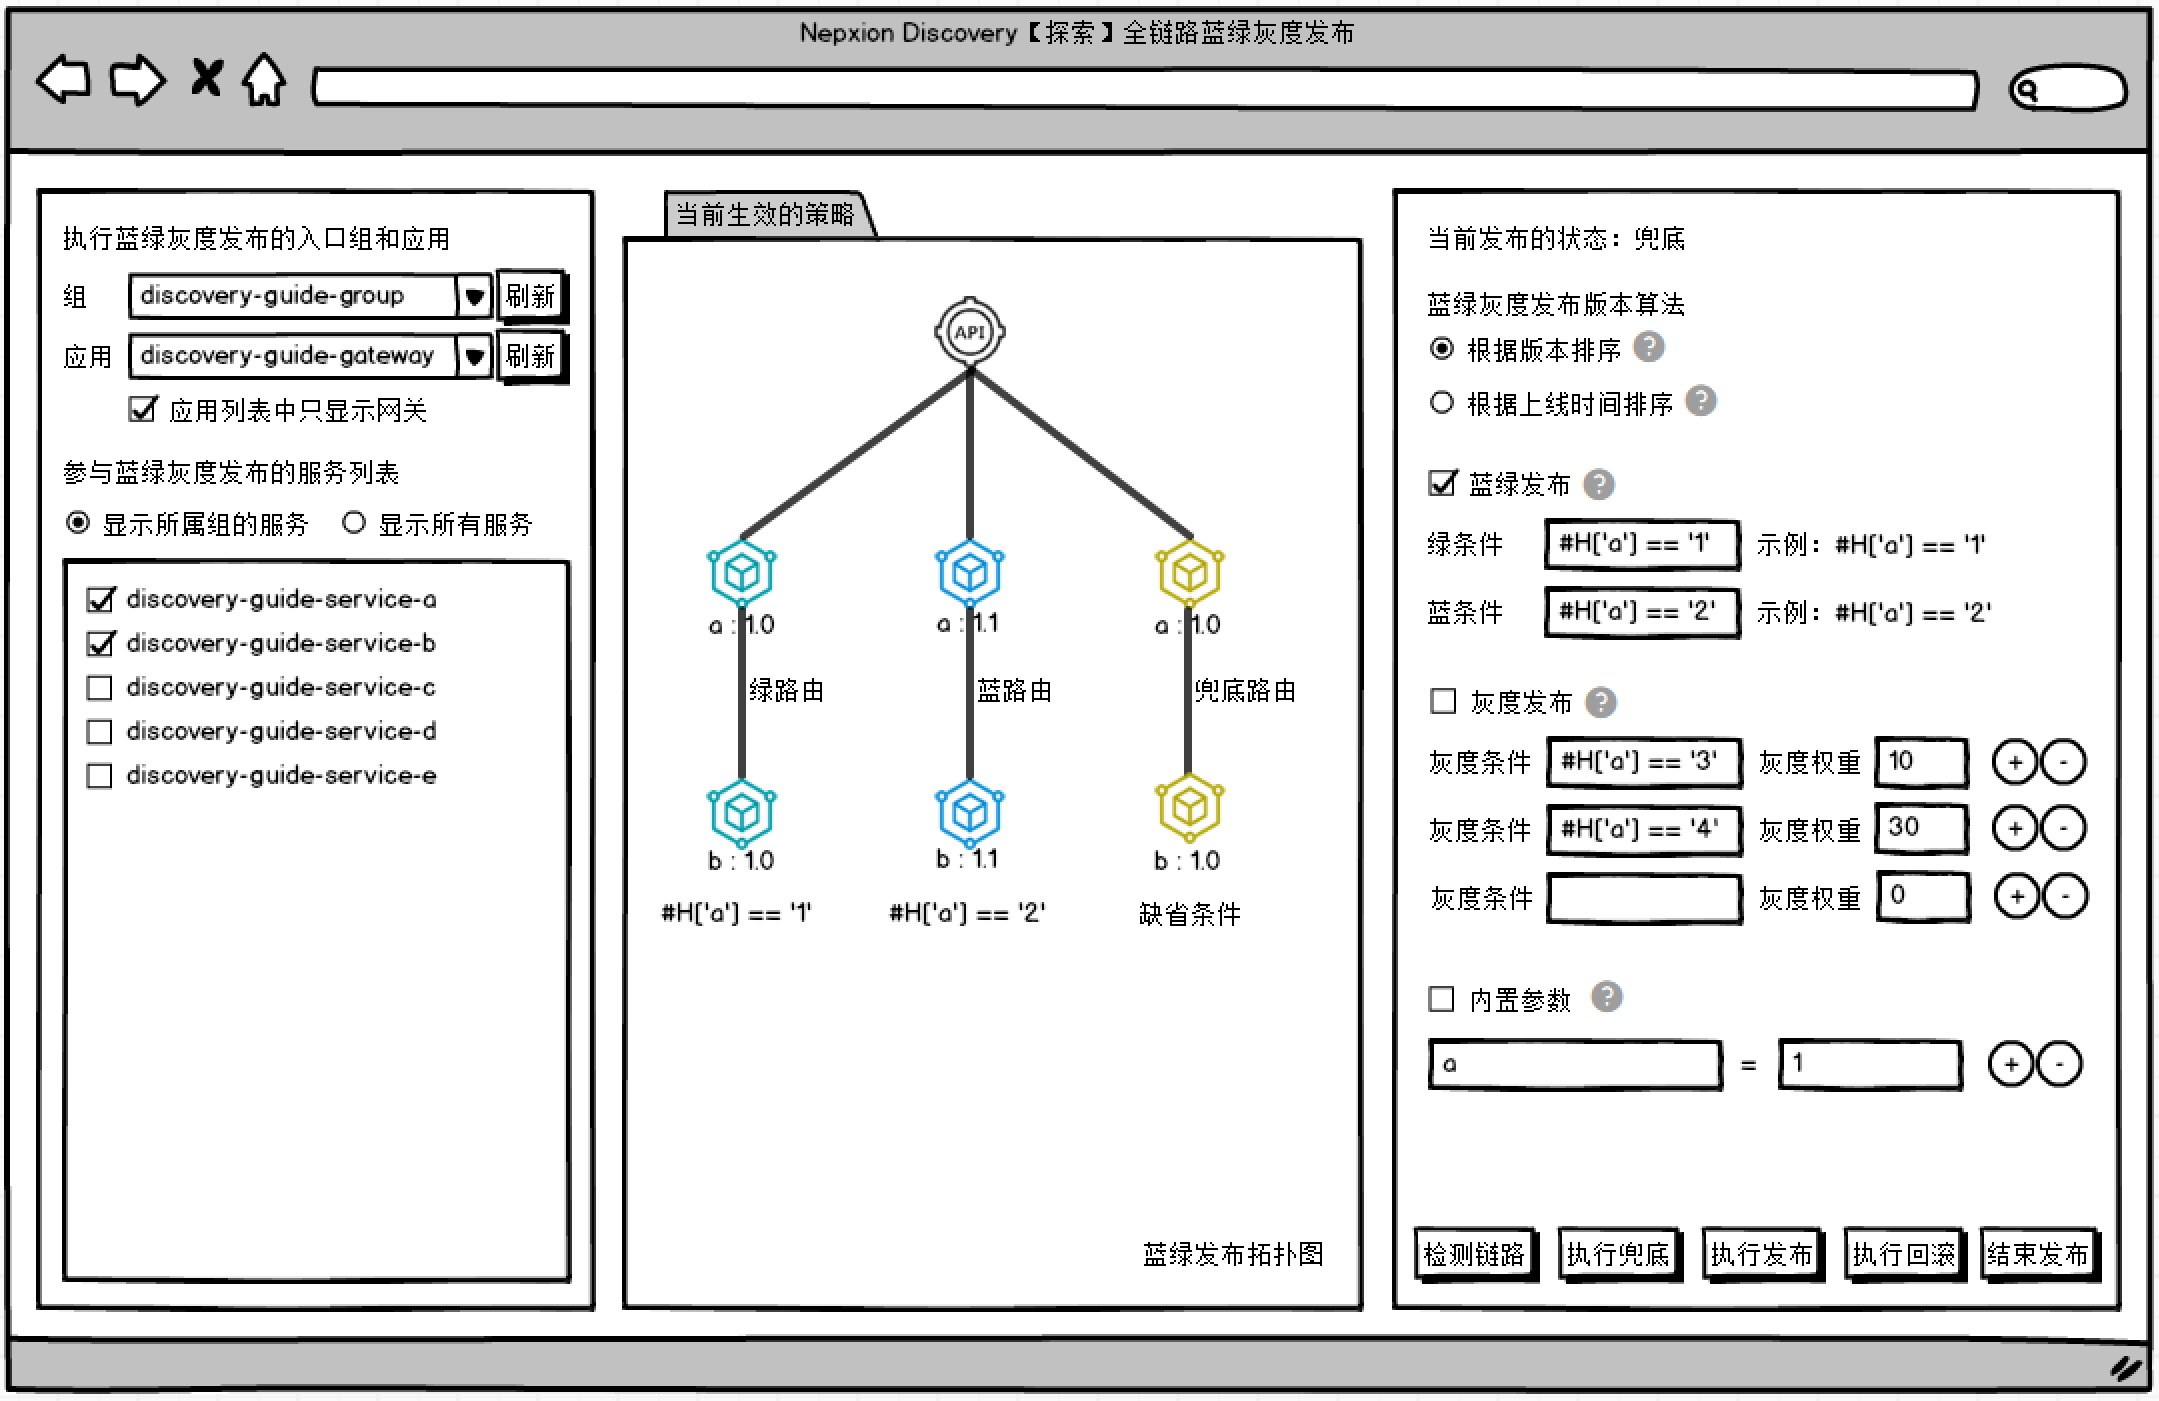 Nepxion Discovery【探索】全链路蓝绿灰度发布
执行蓝绿灰度发布的入口组和应用
组 discovery-guide-group 刷新
应用 discovery-guide-gateway 刷新
应用列表中只显示网关
参与蓝绿灰度发布的服务列表
显示所属组的服务 显示所有服务
discovery-guide-service-a
discovery-guide-service-b
discovery-guide-service-c
discovery-guide-service-d
discovery-guide-service-e
当前生效的策略
API
a : 1.0 a : 1.1 a : 1.0
绿路由 蓝路由 兜底路由
b : 1.0 b : 1.1 b : 1.0
#H['a'] == '1' #H['a'] == '2' 缺省条件
蓝绿发布拓扑图
当前发布的状态：兜底
蓝绿灰度发布版本算法
根据版本排序 ?
根据上线时间排序 ?
蓝绿发布 ?
绿条件 #H['a'] == '1' 示例：#H['a'] == '1'
蓝条件 #H['a'] == '2' 示例：#H['a'] == '2'
灰度发布 ?
灰度条件 #H['a'] == '3' 灰度权重 10 + -
灰度条件 #H['a'] == '4' 灰度权重 30 + -
灰度条件 灰度权重 0 + -
内置参数 ?
a = 1 + -
检测链路 执行兜底 执行发布 执行回滚 结束发布